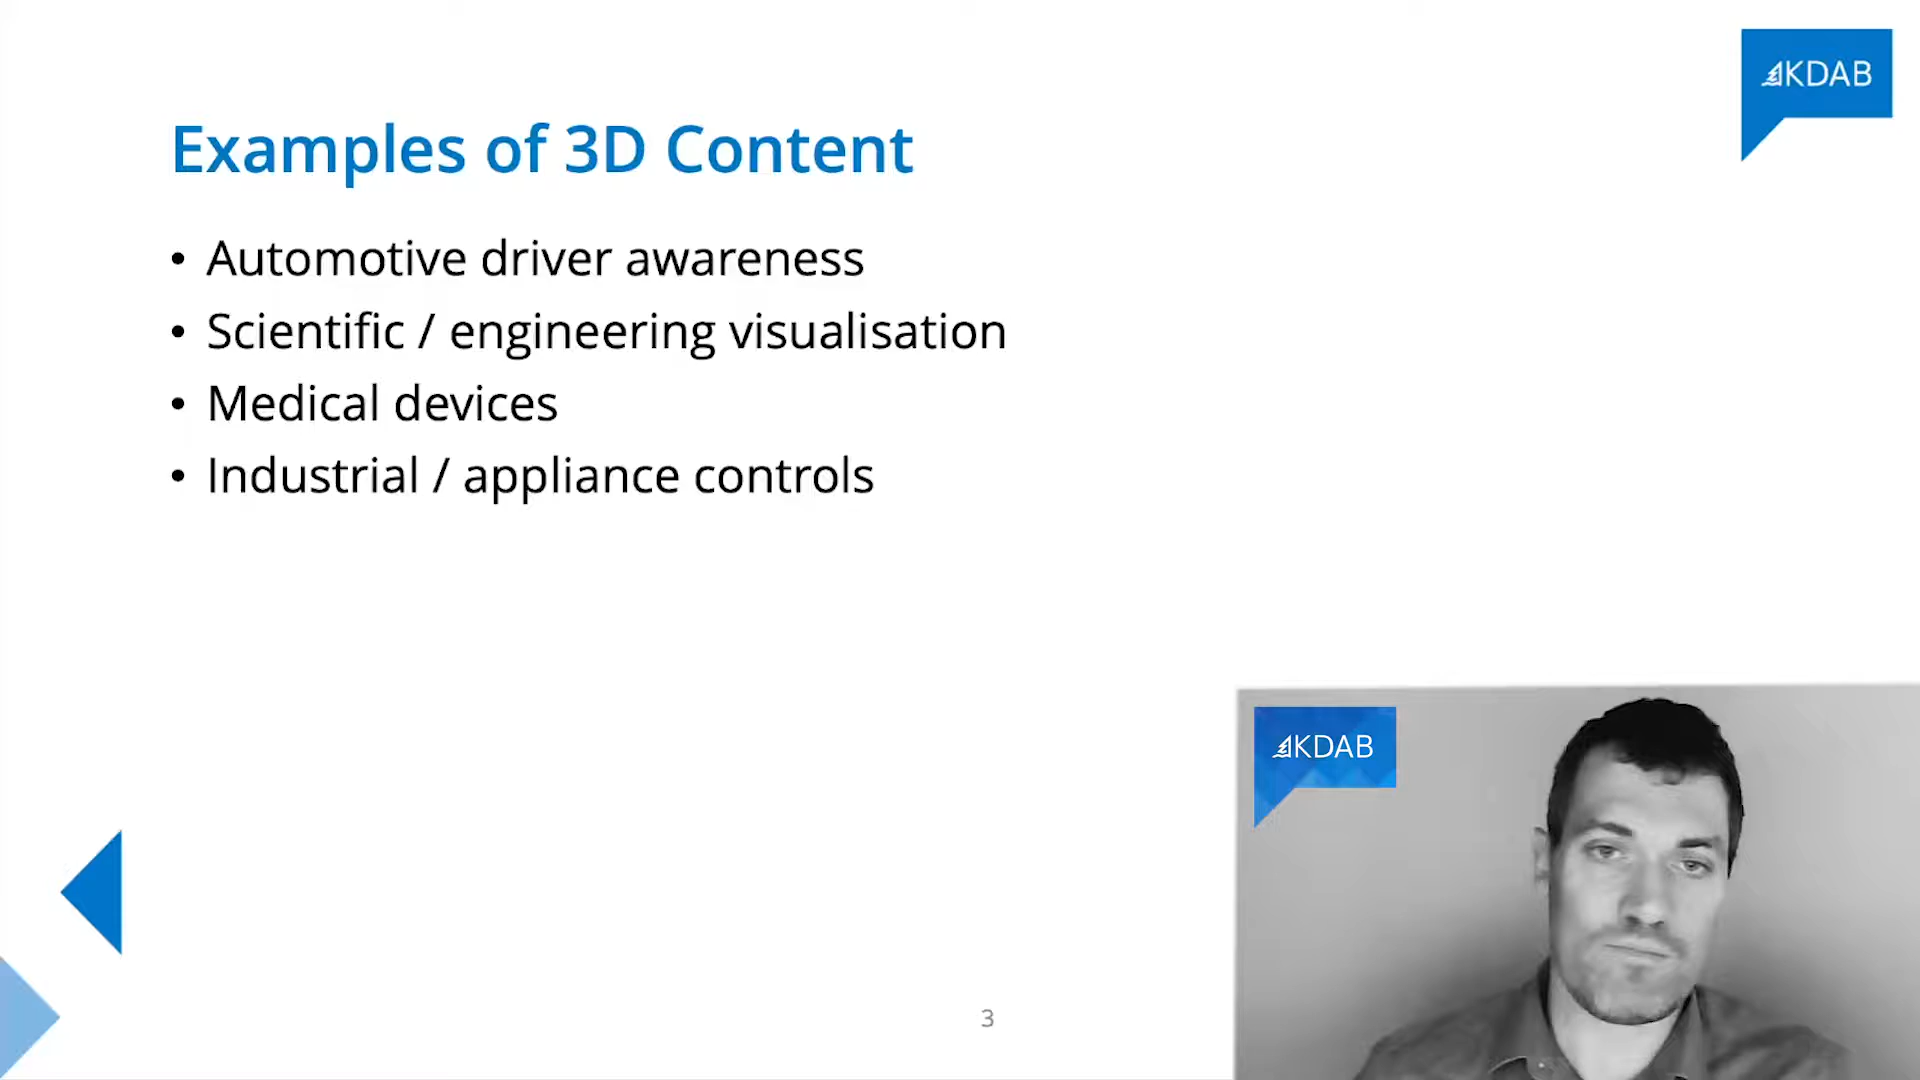 KDAB
Examples of 3D Content
• Automotive driver awareness
• Scientific / engineering visualisation
• Medical devices
• Industrial / appliance controls
KDAB
3